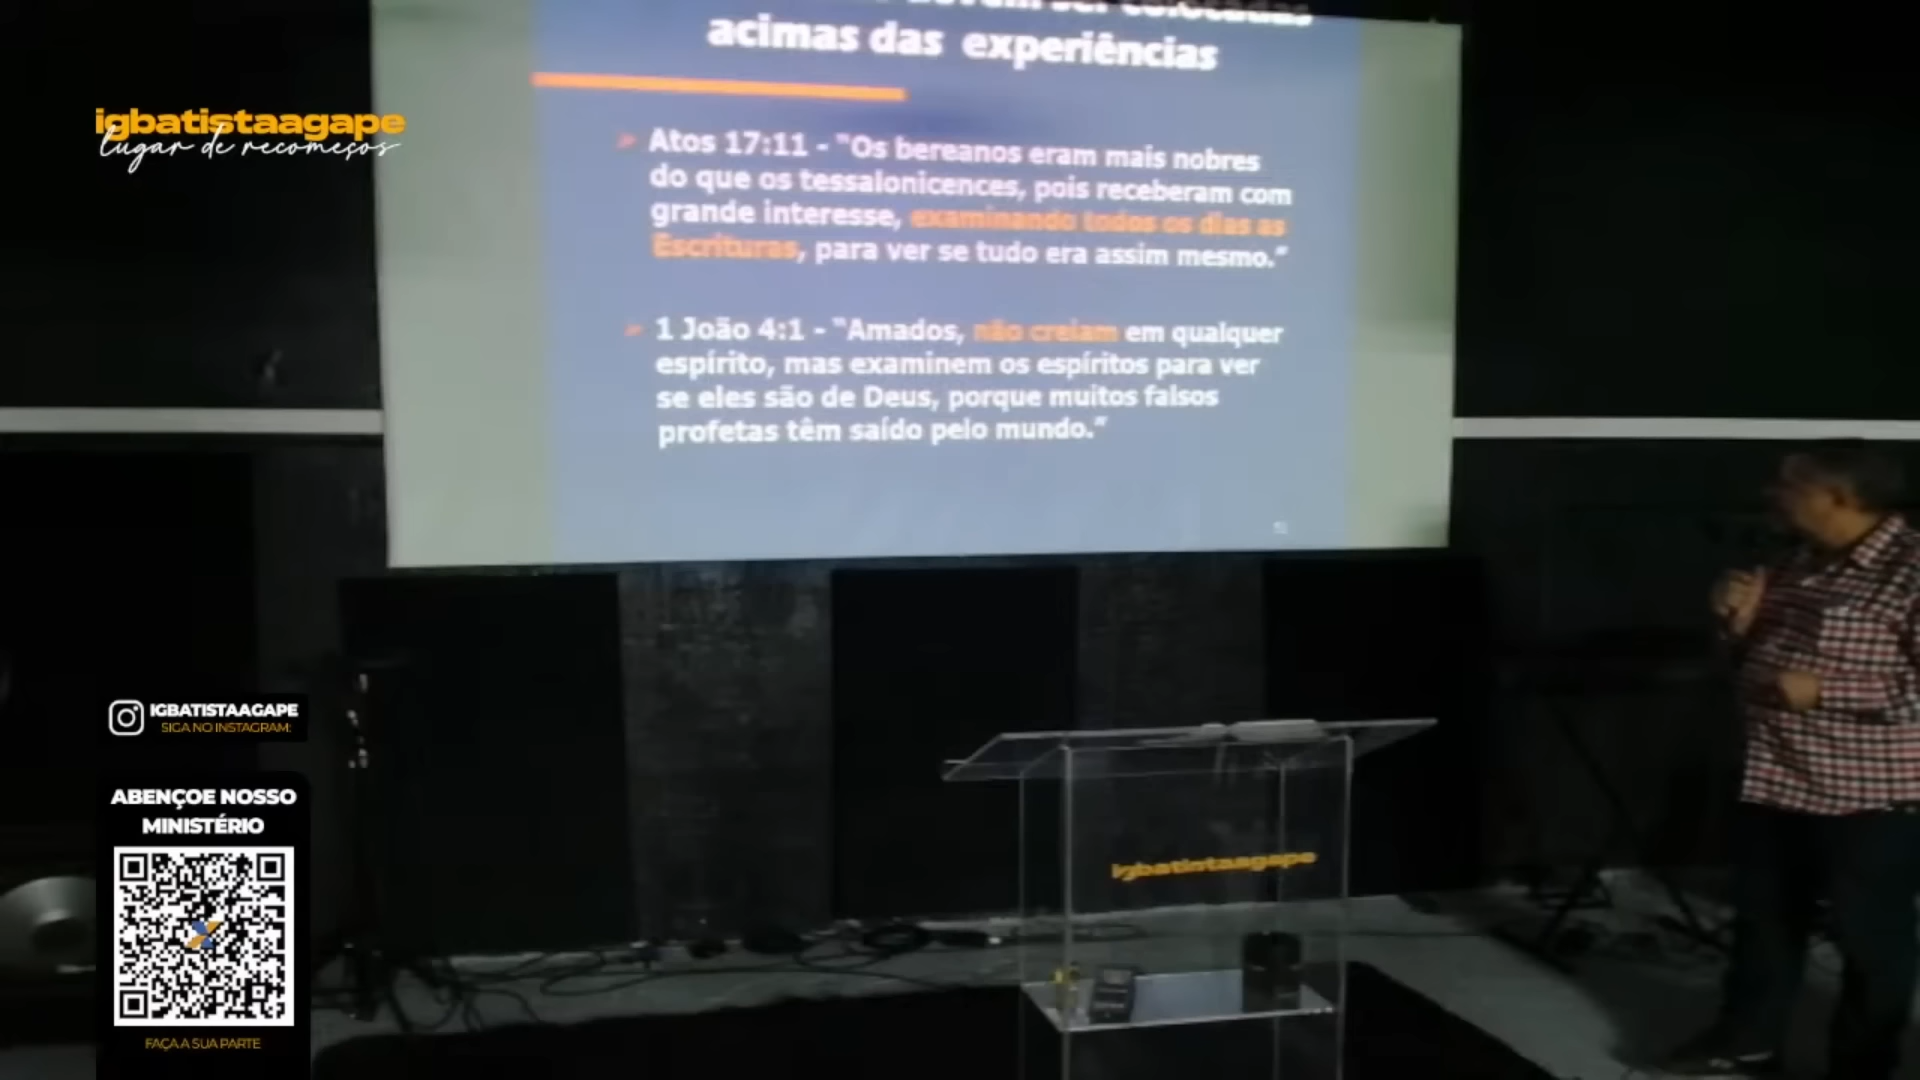 ser colocadas
acimas das experiências
igbatistaagape
lugar de recomeços
➤ Atos 17:11 - "Os bereanos eram mais nobres
do que os tessalonicences, pois receberam com
grande interesse, examinando todos os dias as
Escrituras, para ver se tudo era assim mesmo."
➤ 1 João 4:1 - "Amados, não creiam em qualquer
espírito, mas examinem os espíritos para ver
se eles são de Deus, porque muitos falsos
profetas têm saído pelo mundo."
IGBATISTAAGAPE
SIGA NO INSTAGRAM:
ABENÇOE NOSSO
MINISTÉRIO
FAÇA A SUA PARTE
igbatistaagape